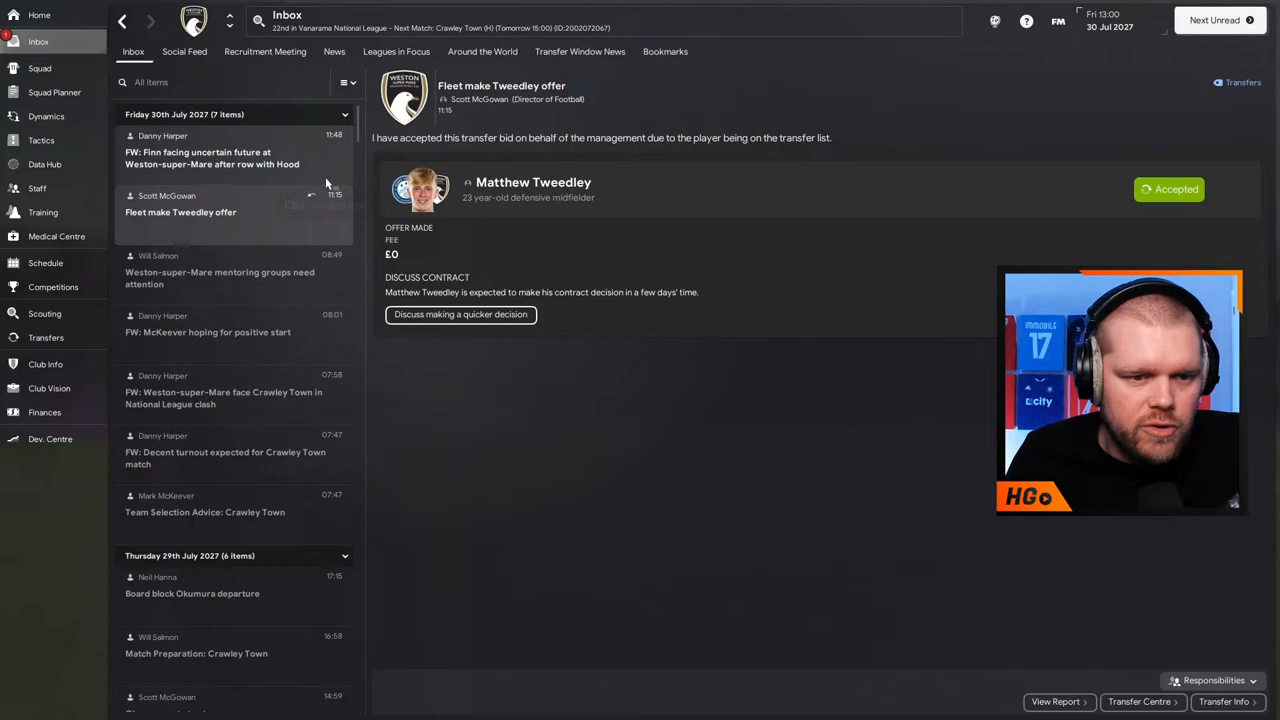 Home
Inbox
22nd in Vanarama National League - Next Match: Crawley Town (H) (Tomorrow 15:00) (ID:2002072067)
FM
Fri 13:00
30 Jul 2027
Next Unread
1
Inbox
Squad
Squad Planner
Dynamics
Tactics
Data Hub
Staff
Training
Medical Centre
Schedule
Competitions
Scouting
Transfers
Club Info
Club Vision
Finances
Dev. Centre
Inbox
Social Feed
Recruitment Meeting
News
Leagues in Focus
Around the World
Transfer Window News
Bookmarks
All Items
Friday 30th July 2027 (7 items)
Danny Harper
11:48
FW: Finn facing uncertain future at
Weston-super-Mare after row with Hood
Scott McGowan
11:15
Fleet make Tweedley offer
Will Salmon
08:49
Weston-super-Mare mentoring groups need
attention
Danny Harper
08:01
FW: McKeever hoping for positive start
Danny Harper
07:58
FW: Weston-super-Mare face Crawley Town in
National League clash
Danny Harper
07:47
FW: Decent turnout expected for Crawley Town
match
Mark McKeever
07:47
Team Selection Advice: Crawley Town
Thursday 29th July 2027 (6 items)
Neil Hanna
17:15
Board block Okumura departure
Will Salmon
16:58
Match Preparation: Crawley Town
Scott McGowan
14:59
WESTON
Fleet make Tweedley offer
Scott McGowan (Director of Football)
11:15
Transfers
I have accepted this transfer bid on behalf of the management due to the player being on the transfer list.
Matthew Tweedley
23 year-old defensive midfielder
Accepted
OFFER MADE
FEE
£0
DISCUSS CONTRACT
Matthew Tweedley is expected to make his contract decision in a few days' time.
Discuss making a quicker decision
IMMOBILE
17
city
HGo
Responsibilities
View Report
Transfer Centre
Transfer Info